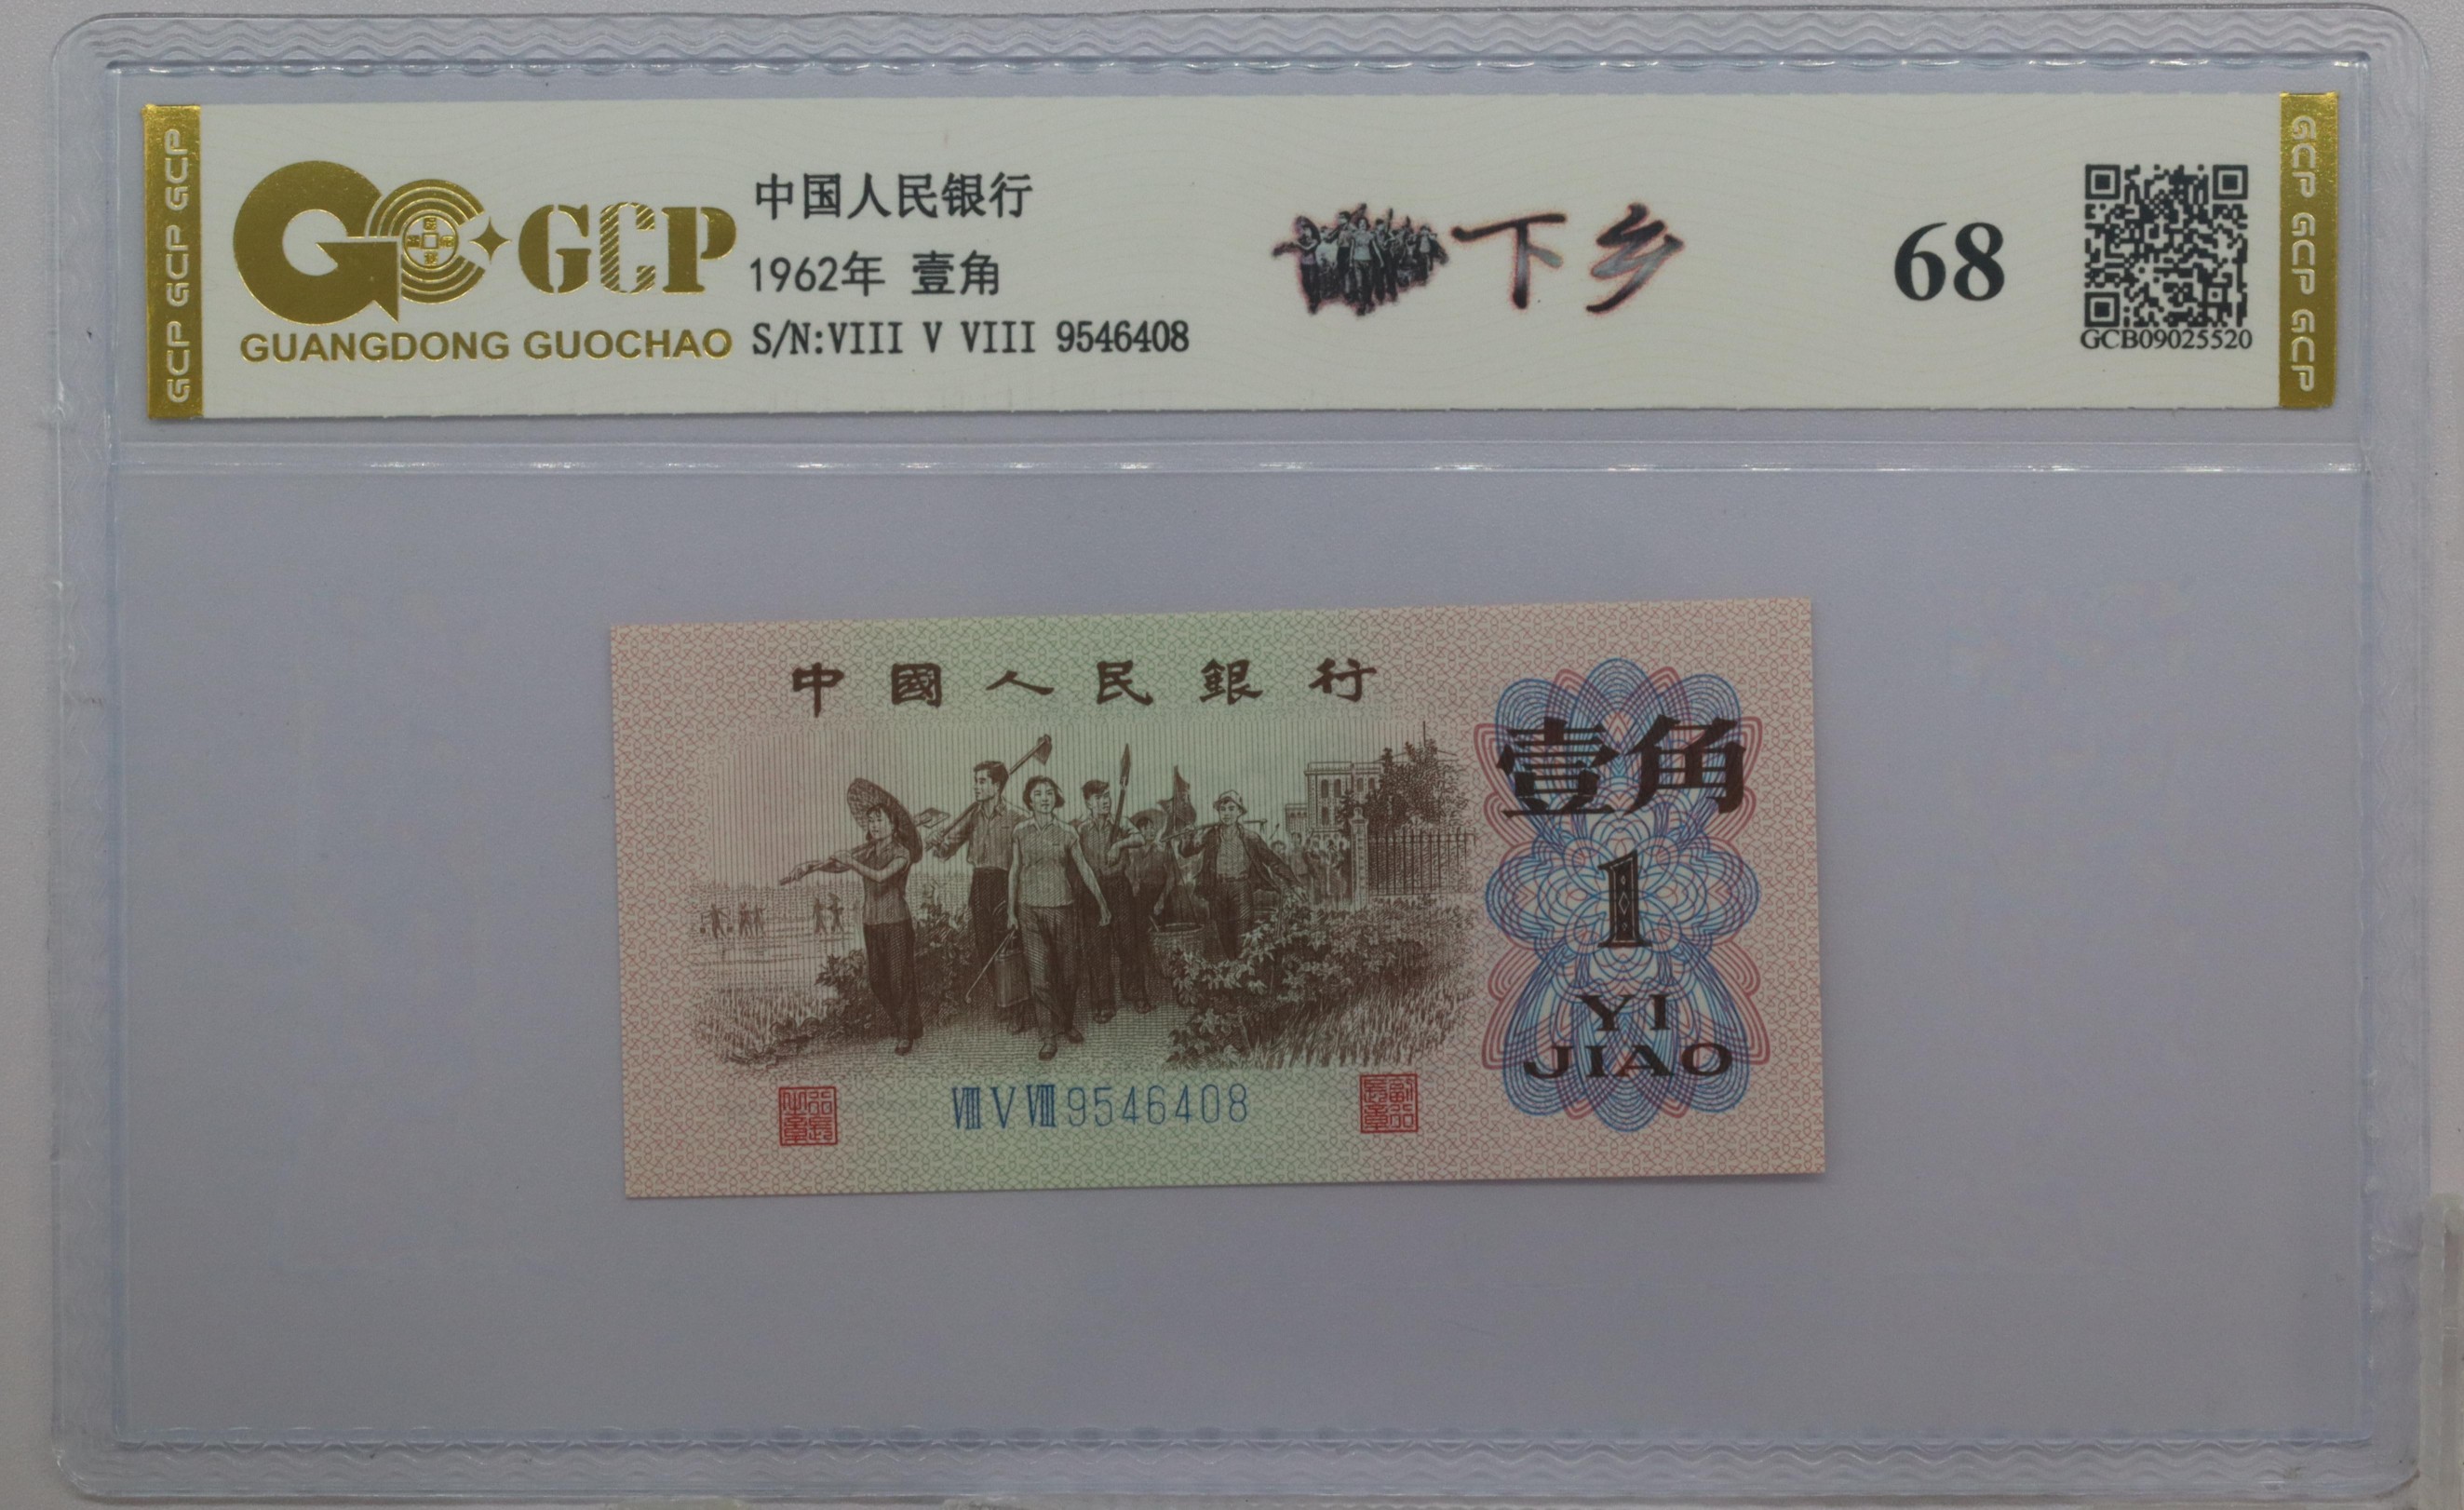 GCP GCP GCP
GCP
GUANGDONG GUOCHAO
中国人民银行
1962年 壹角
S/N:VIII V VIII 9546408
下乡
68
GCB09025520
GCP GCP GCP
中國人民銀行
壹角
1
YI
JIAO
VIII V VIII 9546408